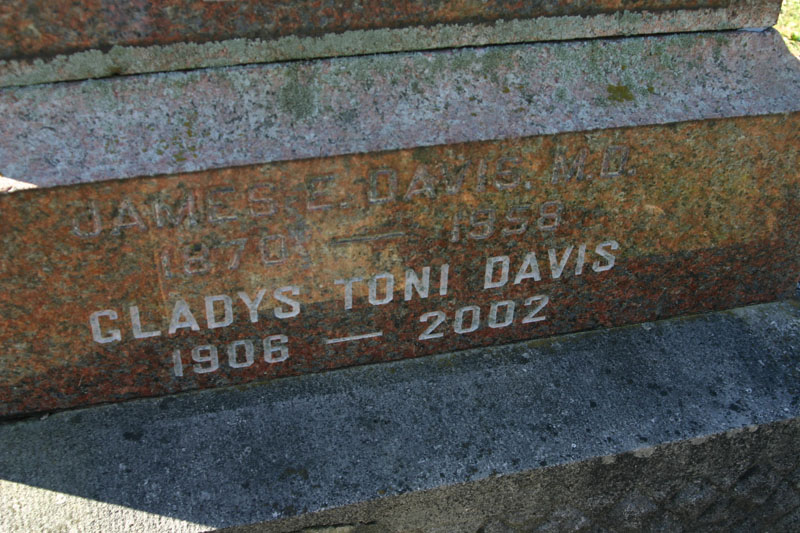 JAMES E. DAVIS, M.D.
1870 — 1958
GLADYS TONI DAVIS
1906 — 2002